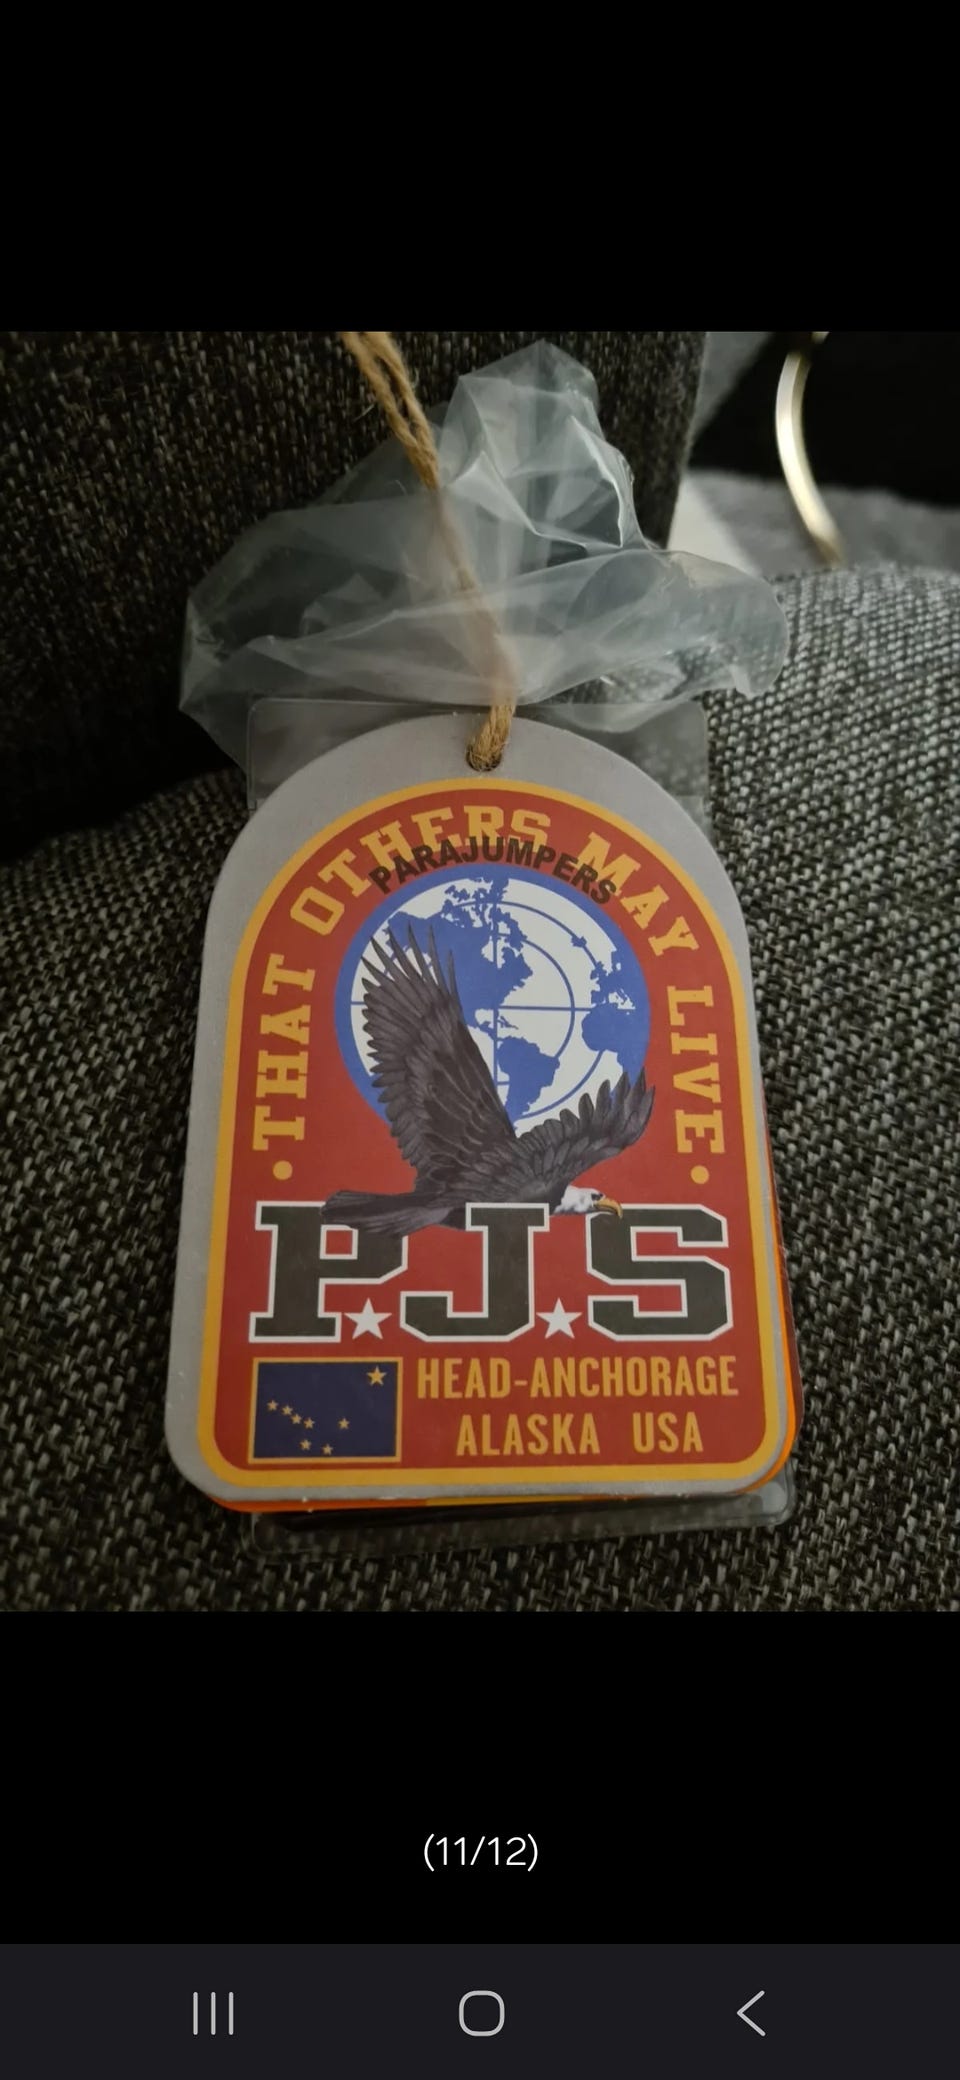 ·THAT OTHERS MAY LIVE·
PARAJUMPERS
P.J.S
HEAD-ANCHORAGE
ALASKA USA
(11/12)